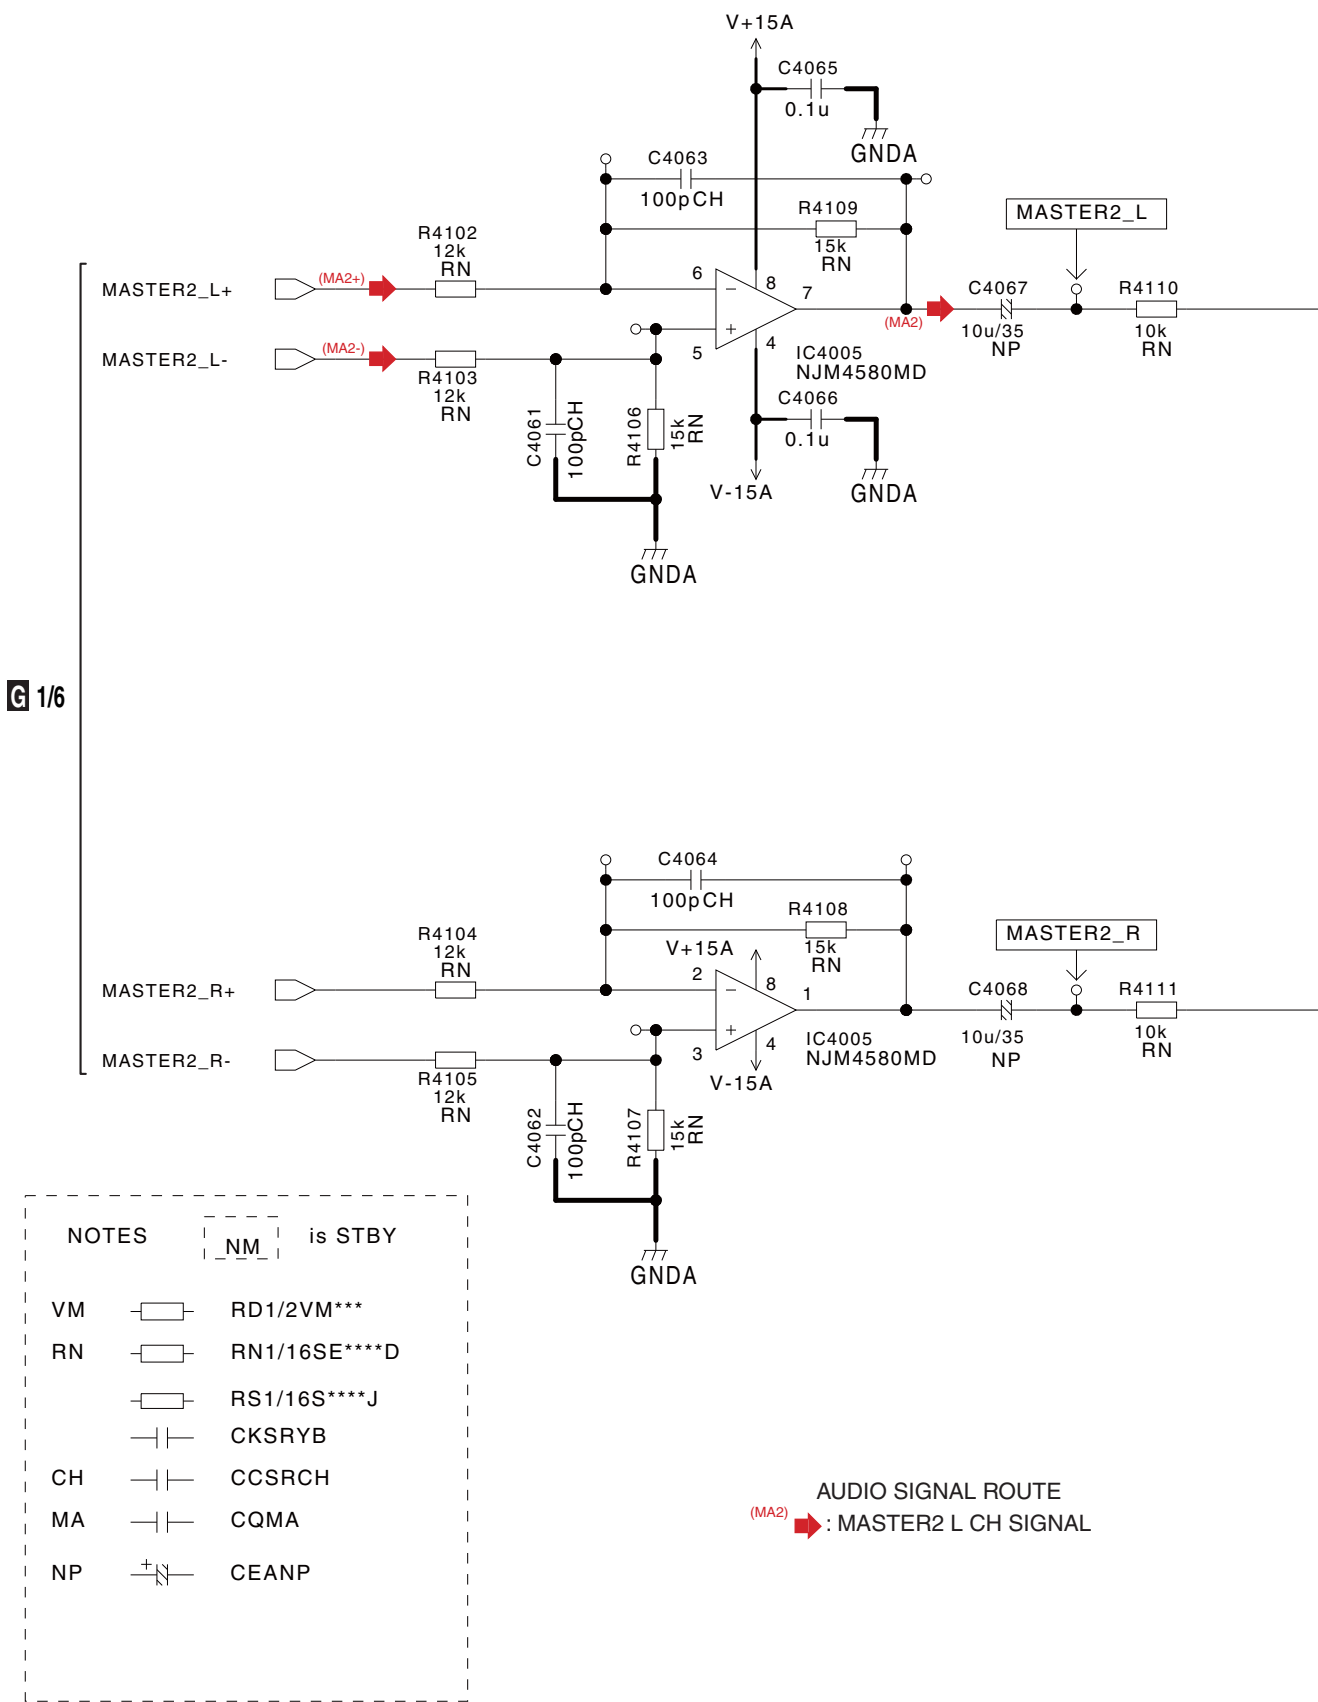 V+15A
C4065
0.1u
GNDA
C4063
100pCH
R4109
15k
RN
MASTER2_L
R4102
12k
RN
MASTER2_L+
(MA2+)
6
8
7
C4067
R4110
(MA2)
10u/35
NP
10k
RN
MASTER2_L-
(MA2-)
5
4
IC4005
NJM4580MD
R4103
12k
RN
C4061
100pCH
R4106
15k
RN
C4066
0.1u
V-15A
GNDA
GNDA
G 1/6
C4064
100pCH
R4108
15k
RN
V+15A
MASTER2_R
R4104
12k
RN
MASTER2_R+
2
8
1
C4068
R4111
10u/35
NP
10k
RN
MASTER2_R-
3
4
IC4005
NJM4580MD
V-15A
R4105
12k
RN
C4062
100pCH
R4107
15k
RN
GNDA
NOTES NM is STBY
VM RD1/2VM***
RN RN1/16SE****D
RS1/16S****J
CKSRYB
CH CCSRCH
MA CQMA
NP + CEANP
AUDIO SIGNAL ROUTE
(MA2) : MASTER2 L CH SIGNAL